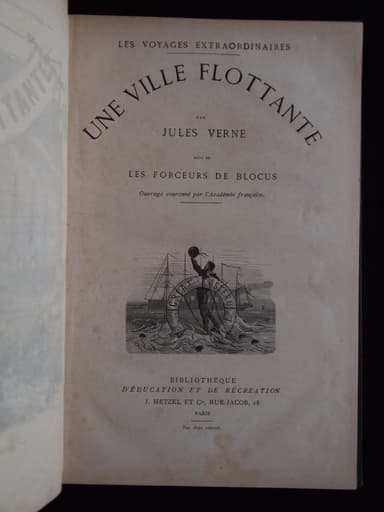 LES VOYAGES EXTRAORDINAIRES
UNE VILLE FLOTTANTE
PAR
JULES VERNE
SUIVI DE
LES FORCEURS DE BLOCUS
Ouvrage couronné par l'Académie française.
BIBLIOTHÈQUE
D'ÉDUCATION ET DE RÉCRÉATION
J. HETZEL ET Cie, RUE JACOB, 18
PARIS